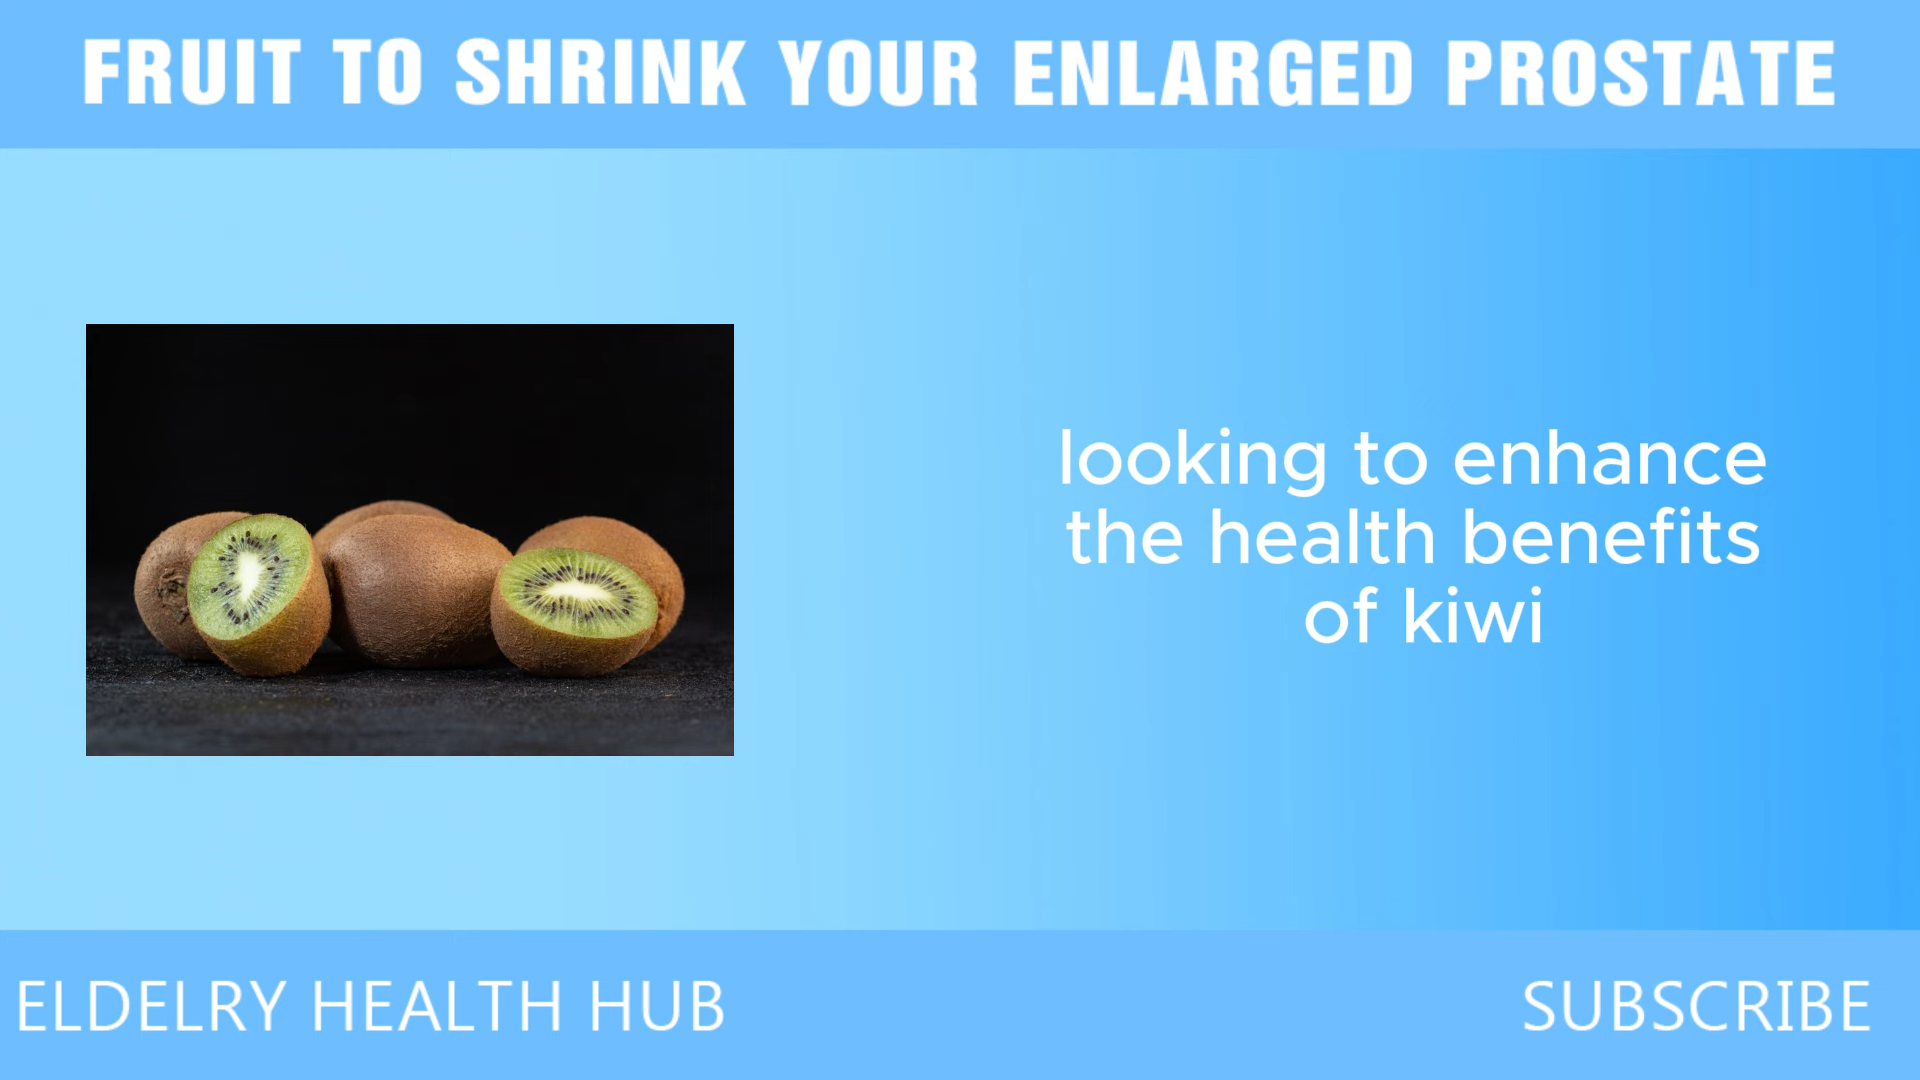 FRUIT TO SHRINK YOUR ENLARGED PROSTATE
looking to enhance
the health benefits
of kiwi
ELDELRY HEALTH HUB
SUBSCRIBE